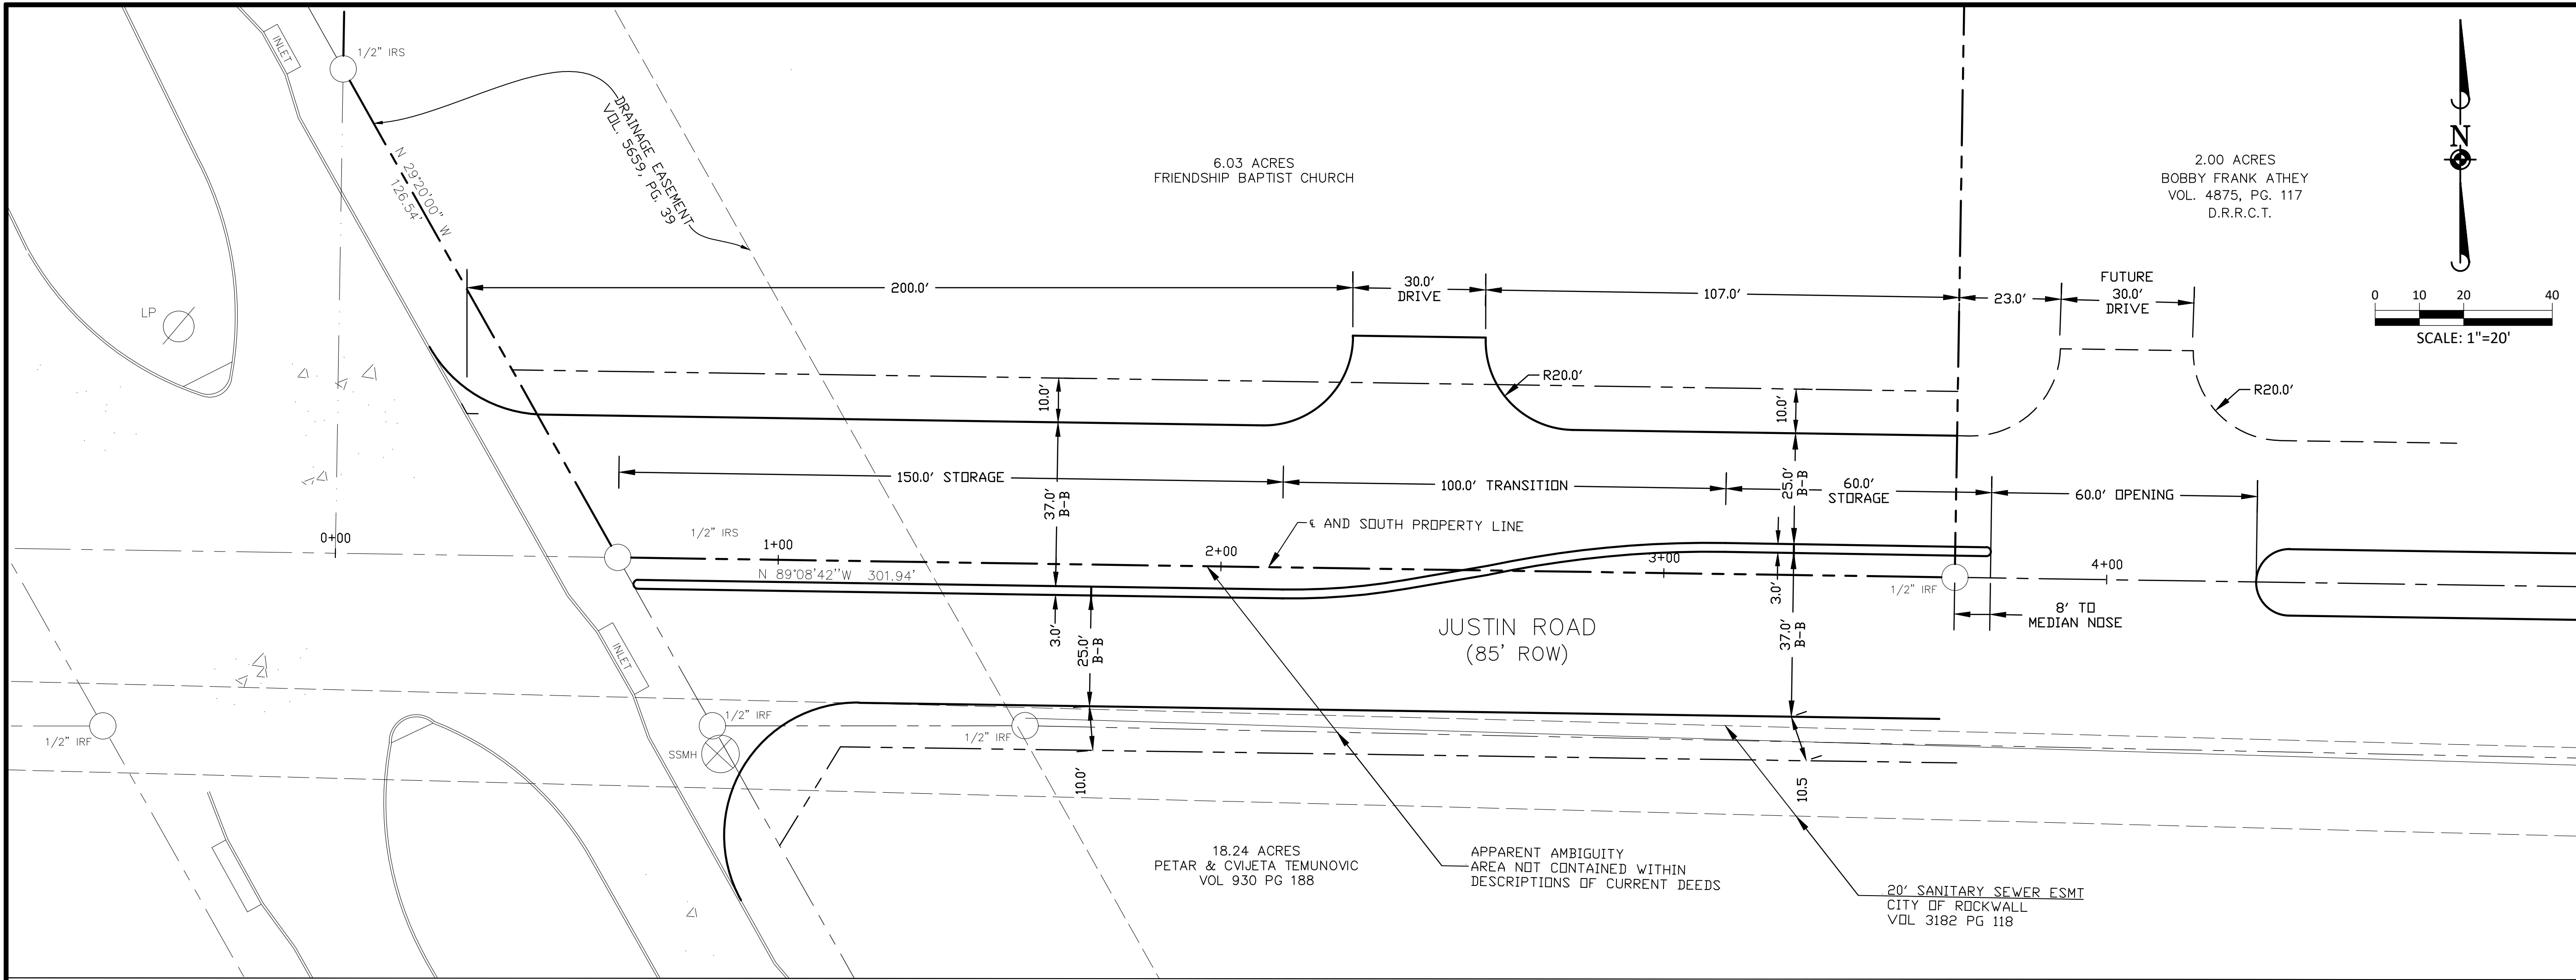 INLET
1/2" IRS
DRAINAGE EASEMENT
VOL. 5659, PG. 39
N 29°20'00" W
126.54'
6.03 ACRES
FRIENDSHIP BAPTIST CHURCH
2.00 ACRES
BOBBY FRANK ATHEY
VOL. 4875, PG. 117
D.R.R.C.T.
N
0 10 20 40
SCALE: 1"=20'
LP
200.0'
30.0'
DRIVE
107.0'
23.0'
FUTURE
30.0'
DRIVE
10.0'
R20.0'
10.0'
R20.0'
150.0' STORAGE
100.0' TRANSITION
60.0'
STORAGE
60.0' OPENING
37.0'
B-B
25.0'
B-B
0+00
1/2" IRS
1+00
2+00
℄ AND SOUTH PROPERTY LINE
3+00
4+00
N 89°08'42"W 301.94'
1/2" IRF
8' TO
MEDIAN NOSE
3.0'
3.0'
25.0'
B-B
37.0'
B-B
JUSTIN ROAD
(85' ROW)
INLET
1/2" IRF
1/2" IRF
1/2" IRF
SSMH
10.0'
10.5
18.24 ACRES
PETAR & CVIJETA TEMUNOVIC
VOL 930 PG 188
APPARENT AMBIGUITY
AREA NOT CONTAINED WITHIN
DESCRIPTIONS OF CURRENT DEEDS
20' SANITARY SEWER ESMT
CITY OF ROCKWALL
VOL 3182 PG 118